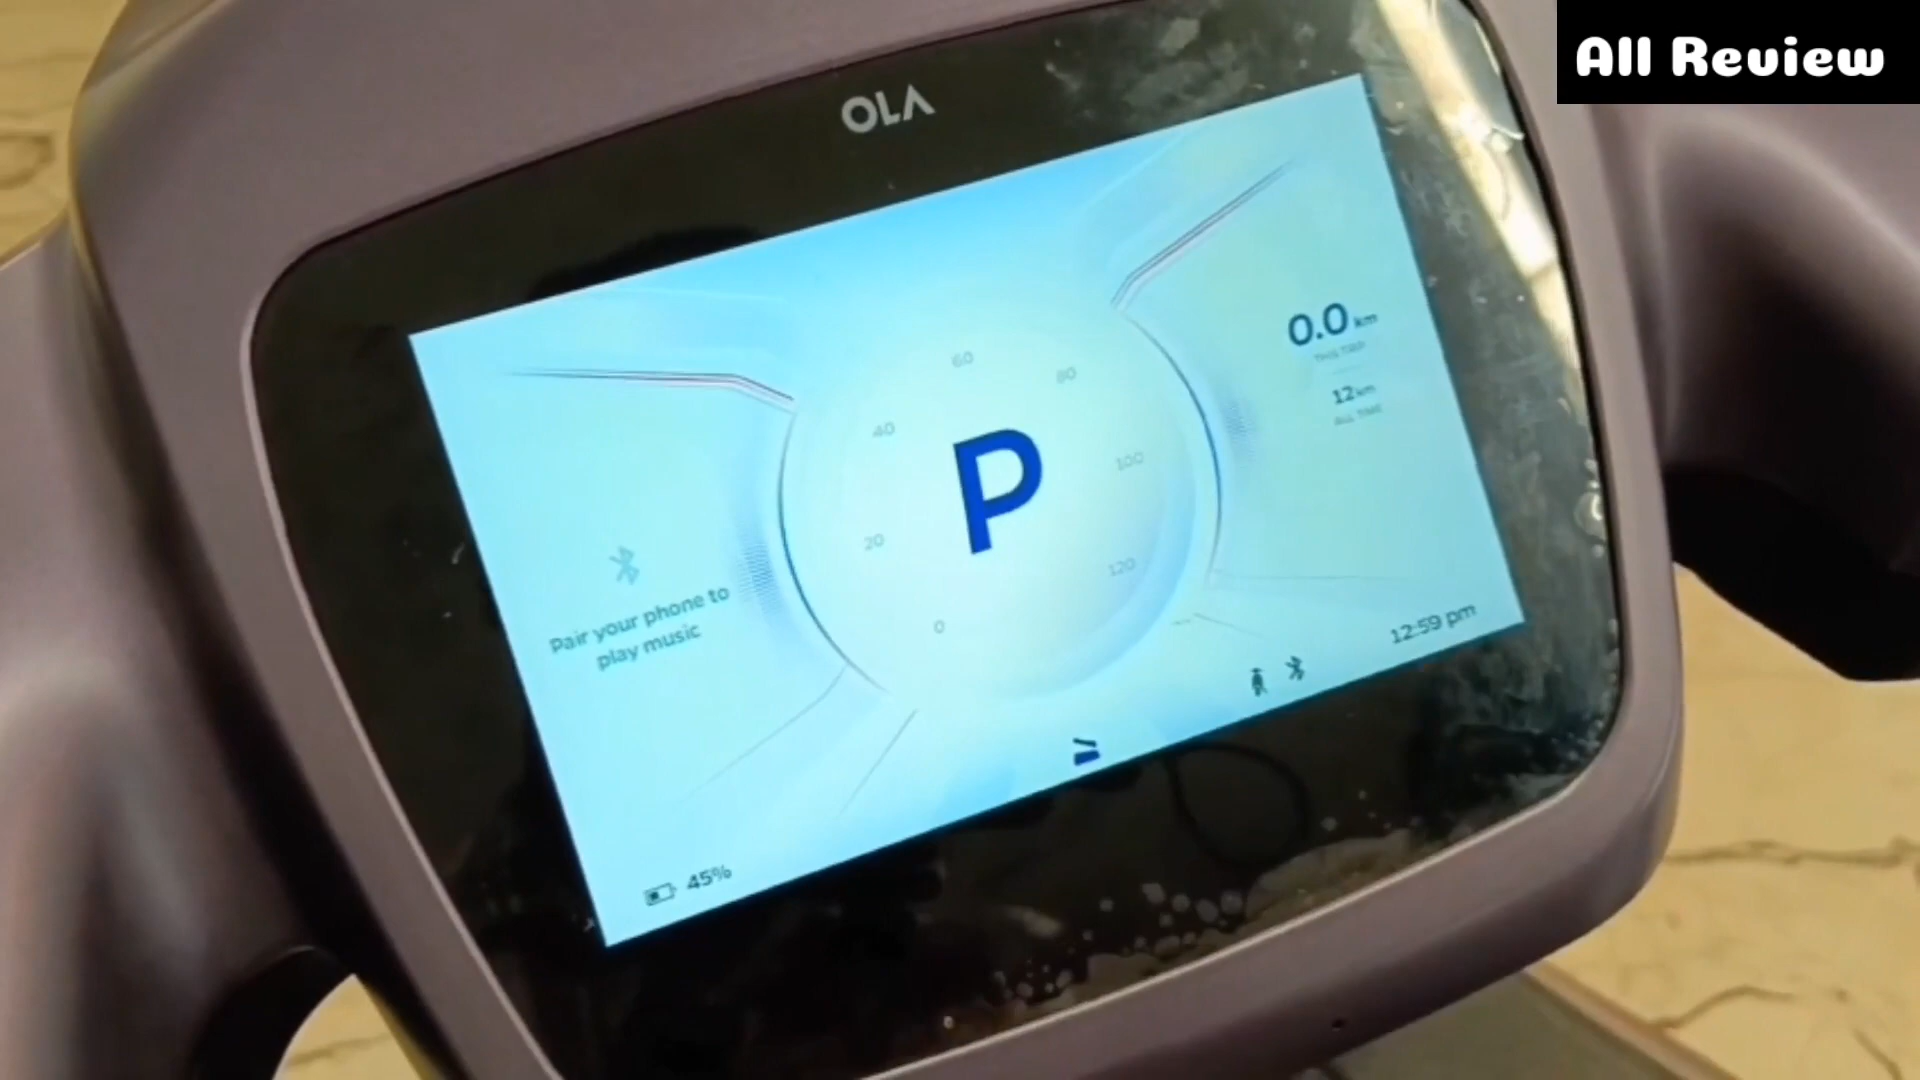 All Review
OLA
60
80
40
100
20
120
0
P
0.0 km
THIS TRIP
12 km
ALL TIME
Pair your phone to
play music
12:59 pm
45%